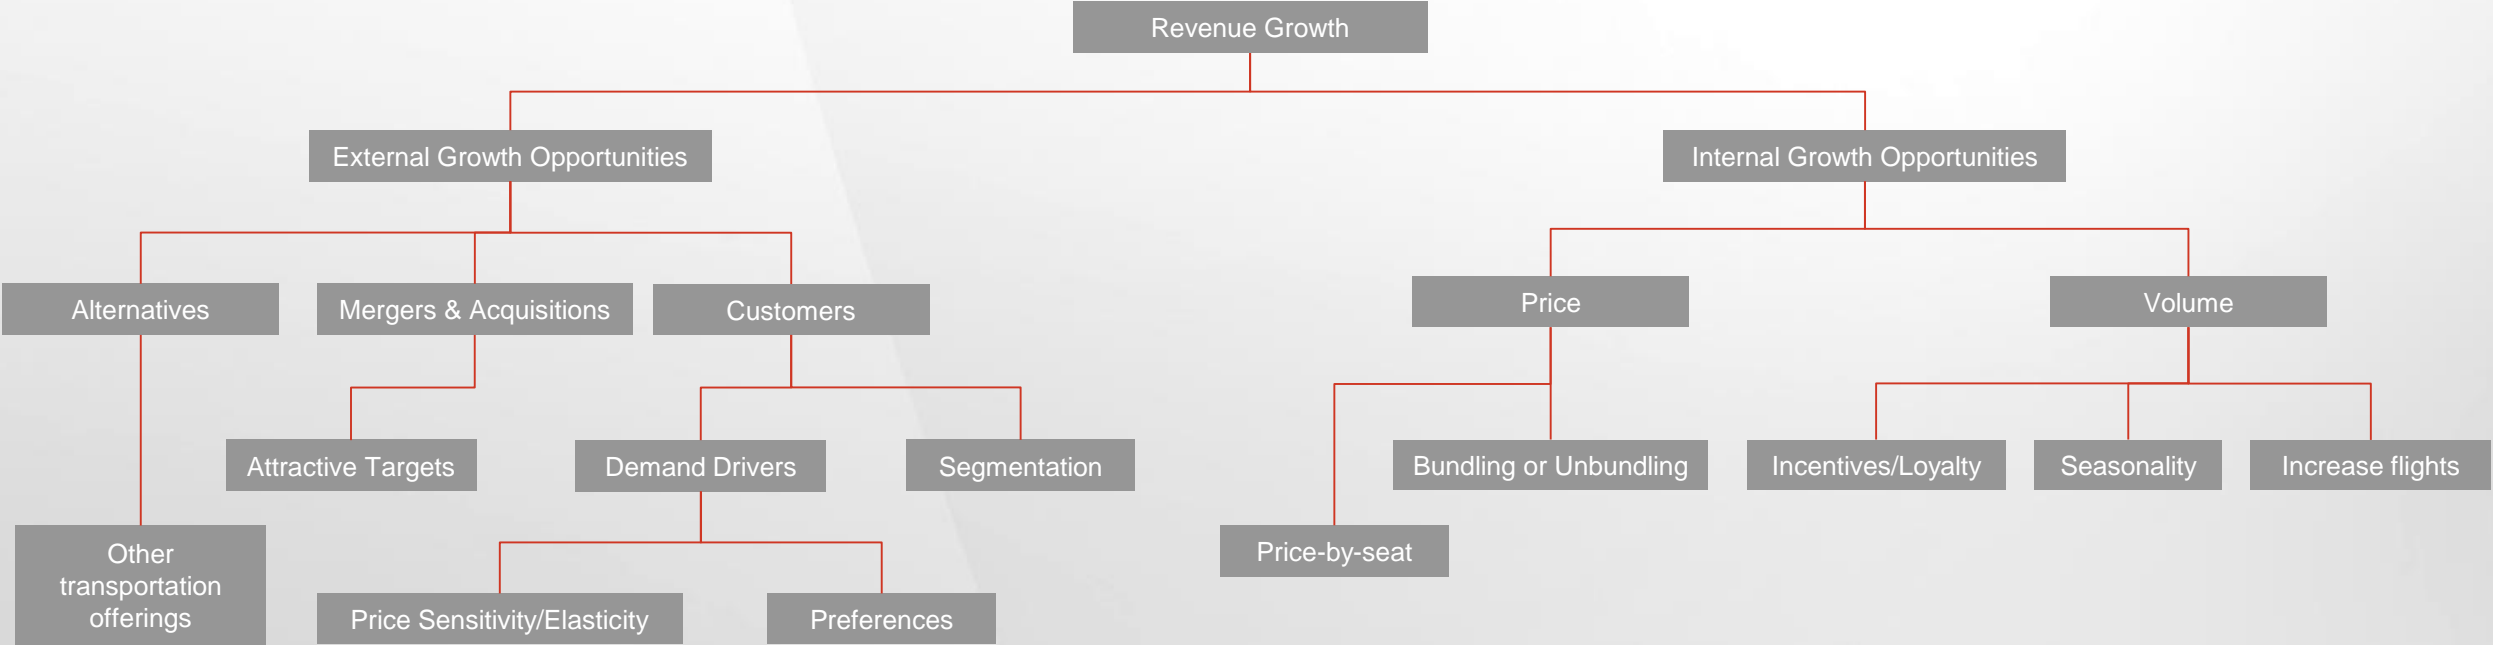 Revenue Growth
External Growth Opportunities
Internal Growth Opportunities
Alternatives
Mergers & Acquisitions
Customers
Price
Volume
Attractive Targets
Demand Drivers
Segmentation
Bundling or Unbundling
Incentives/Loyalty
Seasonality
Increase flights
Other
transportation
offerings
Price-by-seat
Price Sensitivity/Elasticity
Preferences